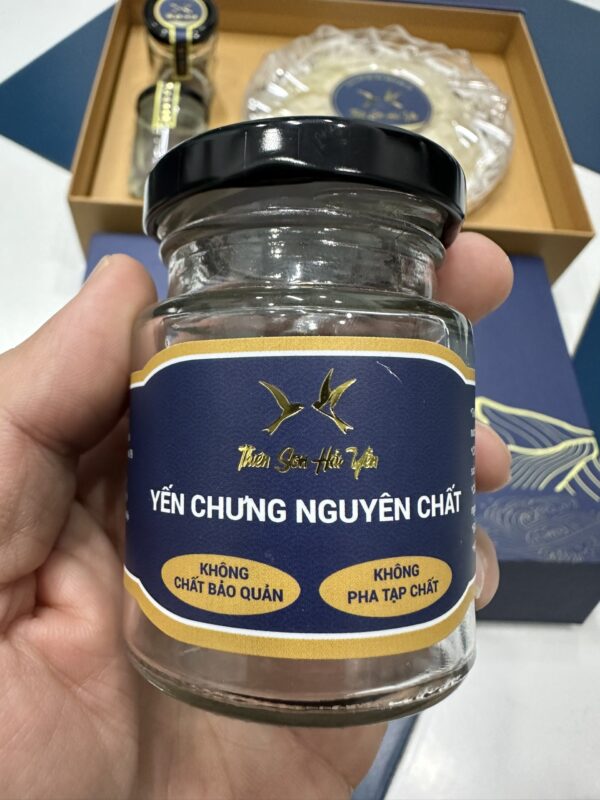 Thiên Sơn Hải Yến
YẾN CHƯNG NGUYÊN CHẤT
KHÔNG
CHẤT BẢO QUẢN
KHÔNG
PHA TẠP CHẤT